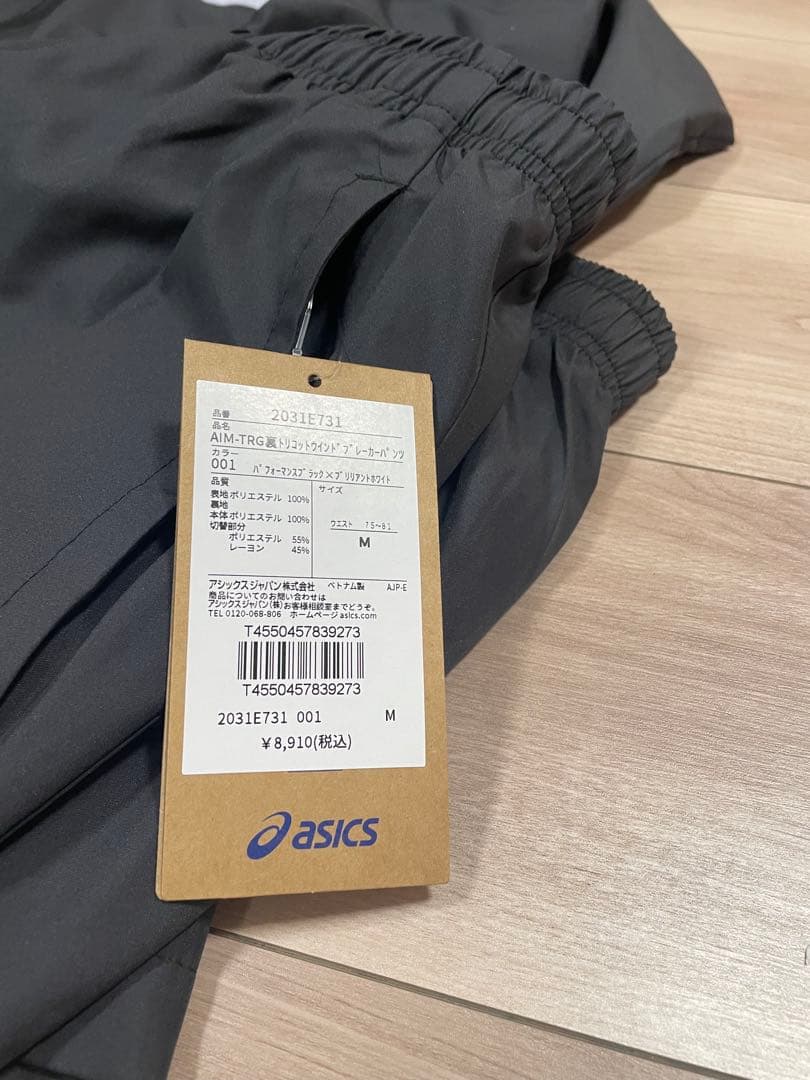 品番 2031E731
品名
AIM-TRG裏トリコットウインドブレーカーパンツ
カラー
001 パフォーマンスブラック×ブリリアントホワイト
品質
表地 ポリエステル 100%
裏地
本体 ポリエステル 100%
切替部分
ポリエステル 55%
レーヨン 45%
サイズ
ウエスト 75~81
M
アシックスジャパン株式会社 ベトナム製 AJP-E
商品についてのお問い合わせは
アシックスジャパン(株)お客様相談室までどうぞ。
TEL 0120-068-806 ホームページ asics.com
T4550457839273
T4550457839273
2031E731 001 M
￥8,910(税込)
asics